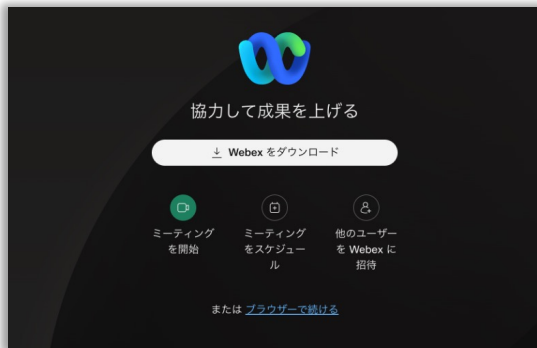 協力して成果を上げる
Webex をダウンロード
ミーティング
を開始
ミーティング
をスケジュー
ル
他のユーザー
を Webex に
招待
または ブラウザーで続ける